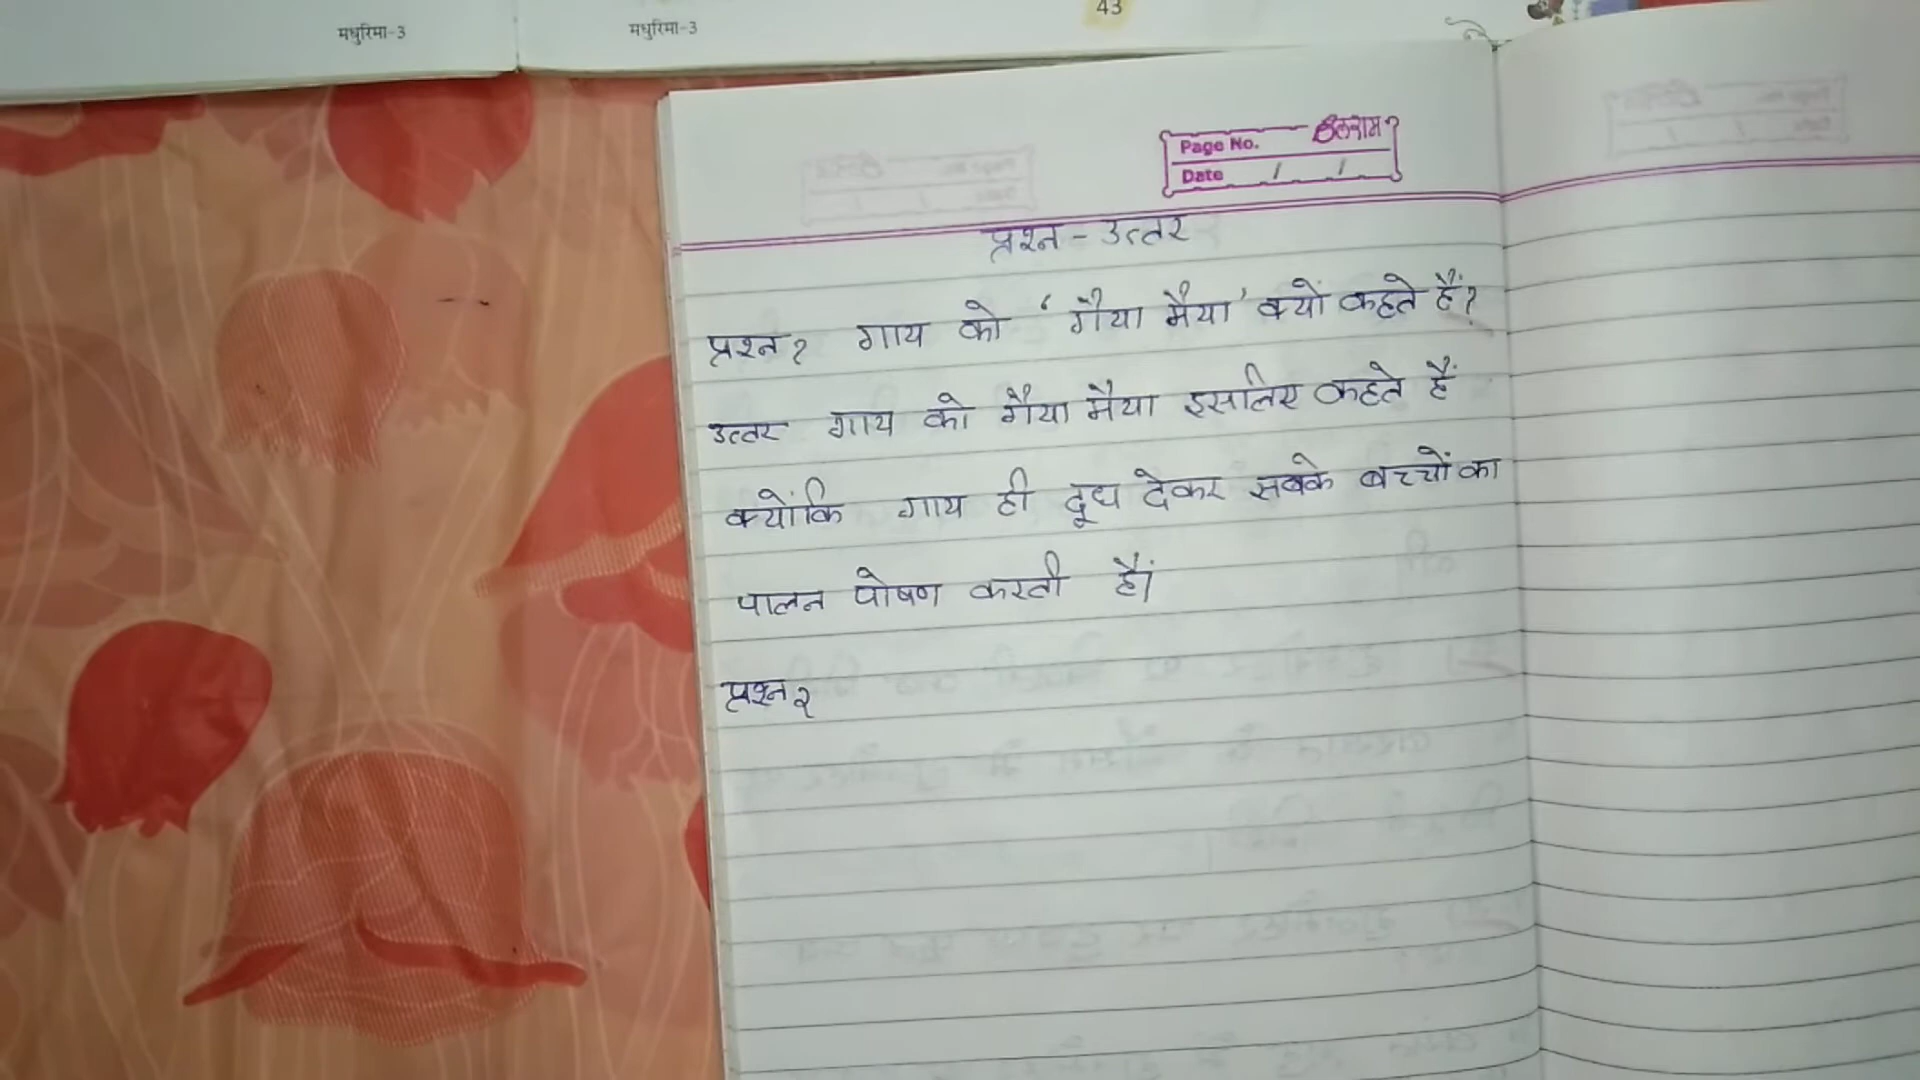 मधुरिमा-3
मधुरिमा-3
43
Page No.
Date / /
प्रश्न - उत्तर
प्रश्न१ गाय को 'गैया मैया' क्यों कहते हैं?
उत्तर गाय को गैया मैया इसलिए कहते हैं
क्योंकि गाय ही दूध देकर सबके बच्चों का
पालन पोषण करती हैं।
प्रश्न२